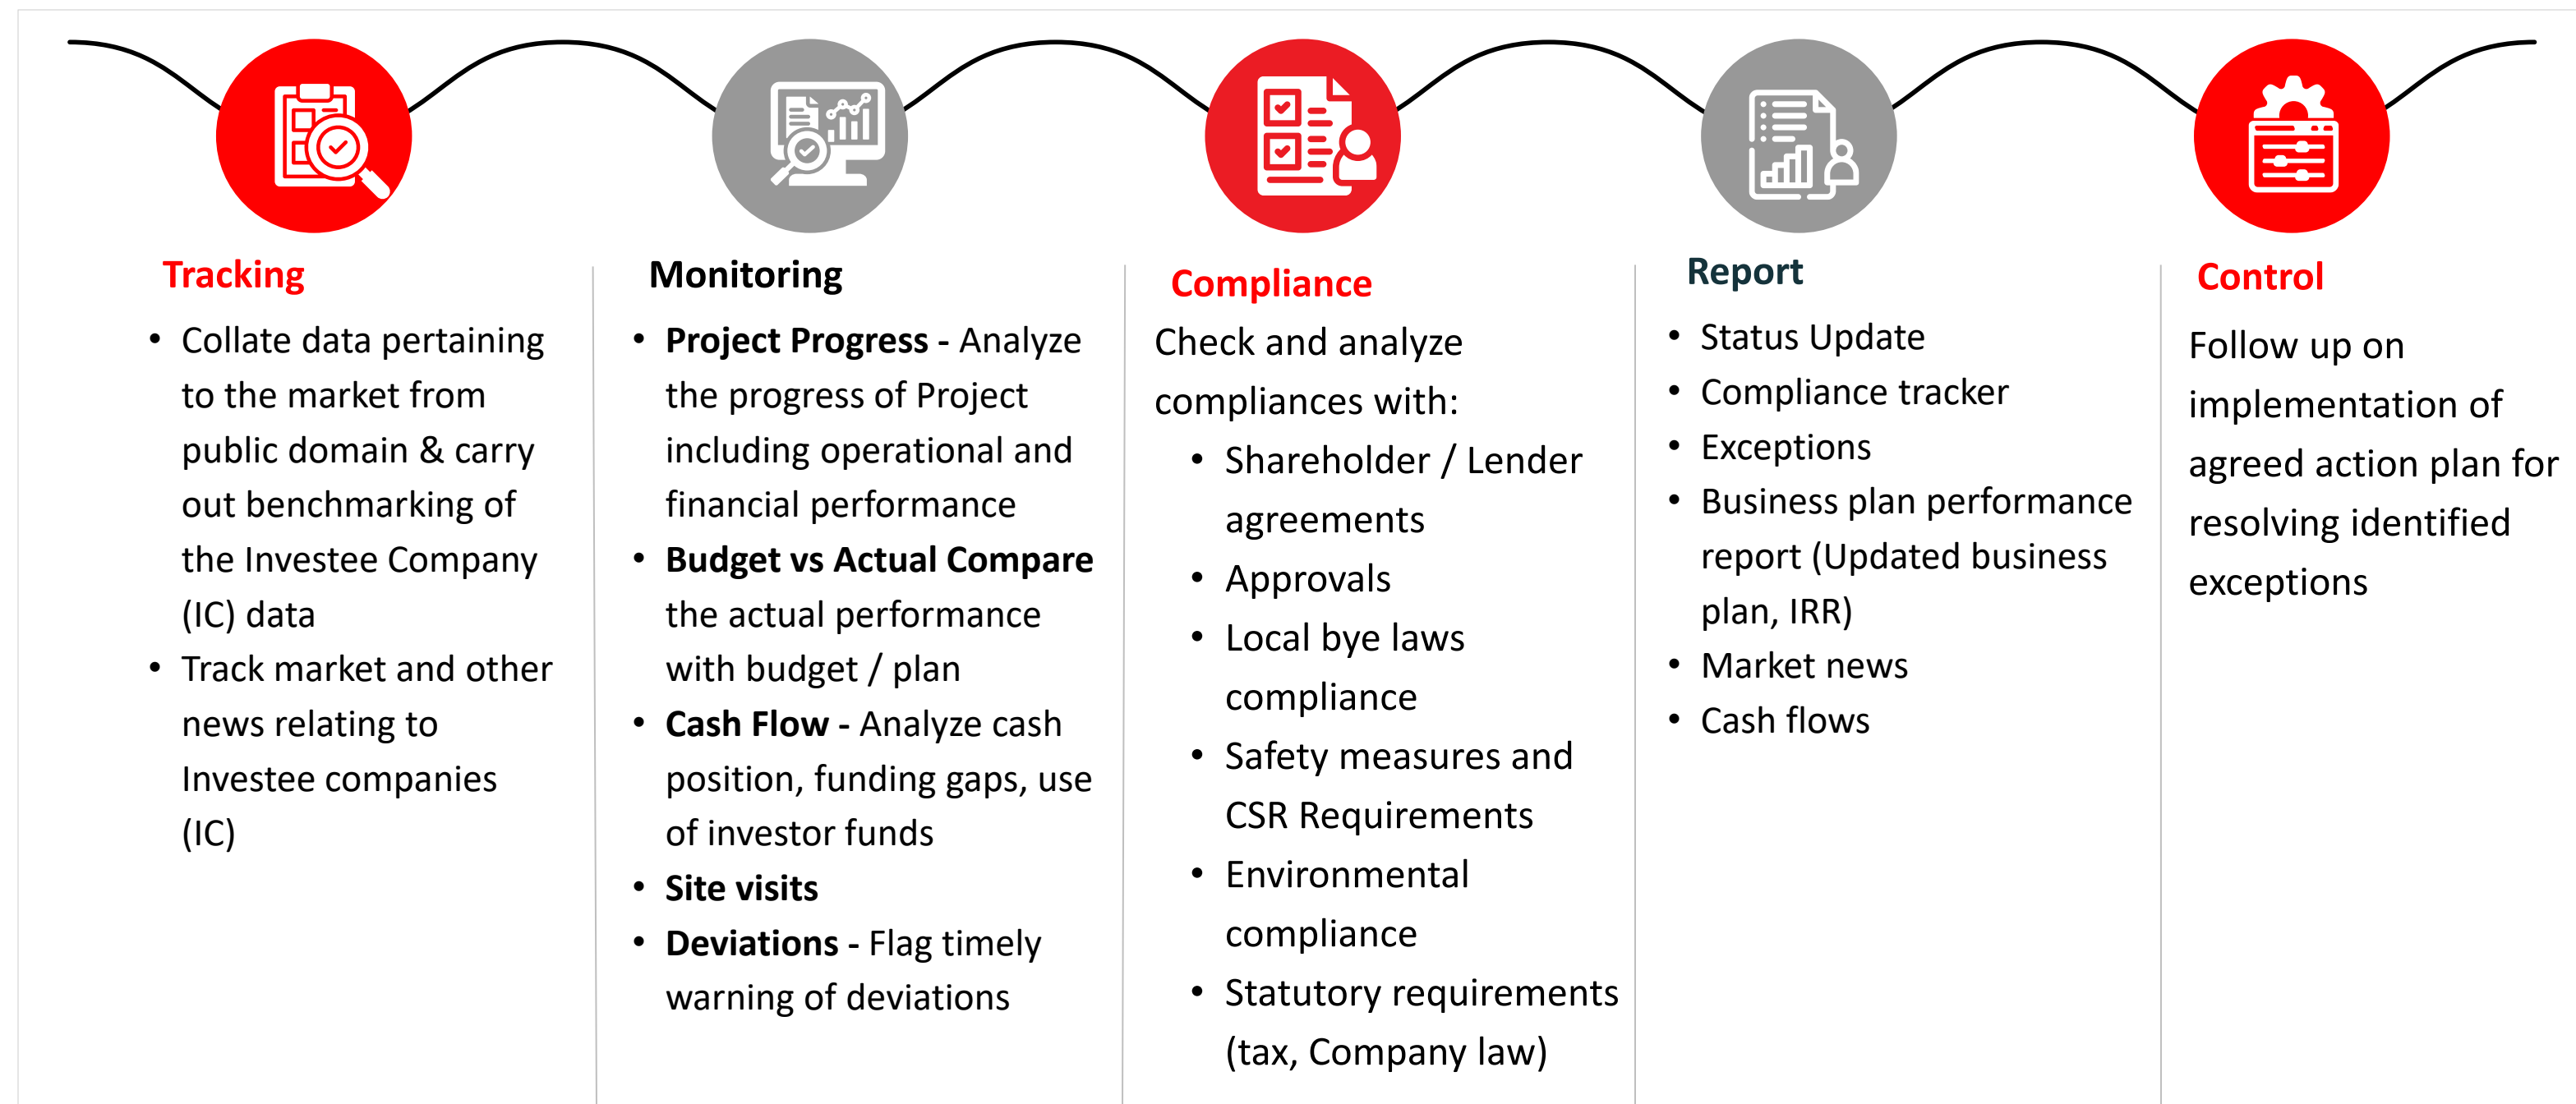 Tracking
• Collate data pertaining
to the market from
public domain & carry
out benchmarking of
the Investee Company
(IC) data
• Track market and other
news relating to
Investee companies
(IC)
Monitoring
• Project Progress - Analyze
the progress of Project
including operational and
financial performance
• Budget vs Actual Compare
the actual performance
with budget / plan
• Cash Flow - Analyze cash
position, funding gaps, use
of investor funds
• Site visits
• Deviations - Flag timely
warning of deviations
Compliance
Check and analyze
compliances with:
• Shareholder / Lender
agreements
• Approvals
• Local bye laws
compliance
• Safety measures and
CSR Requirements
• Environmental
compliance
• Statutory requirements
(tax, Company law)
Report
• Status Update
• Compliance tracker
• Exceptions
• Business plan performance
report (Updated business
plan, IRR)
• Market news
• Cash flows
Control
Follow up on
implementation of
agreed action plan for
resolving identified
exceptions